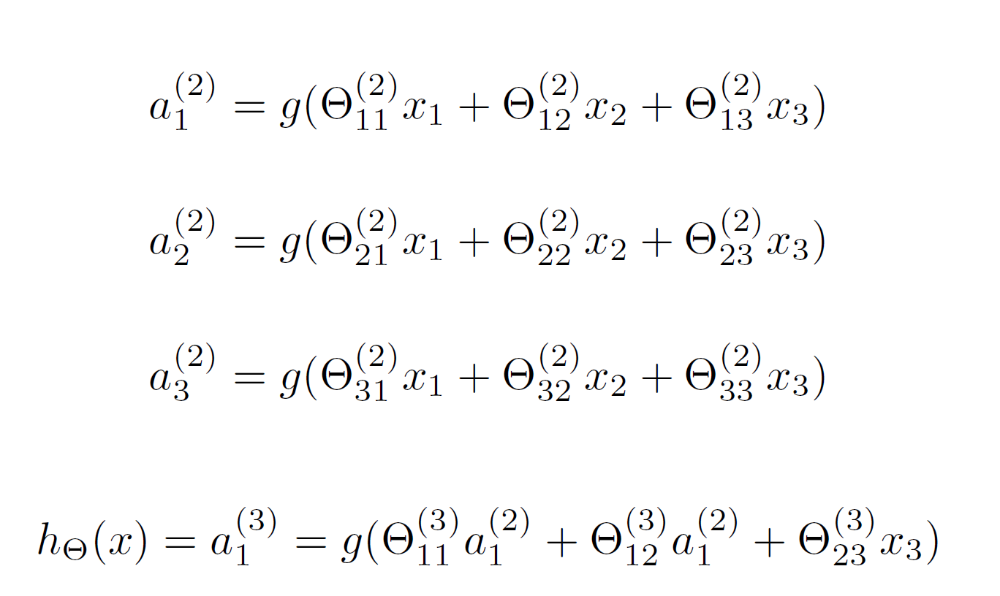 $a_1^{(2)} = g(\Theta_{11}^{(2)} x_1 + \Theta_{12}^{(2)} x_2 + \Theta_{13}^{(2)} x_3)$
$a_2^{(2)} = g(\Theta_{21}^{(2)} x_1 + \Theta_{22}^{(2)} x_2 + \Theta_{23}^{(2)} x_3)$
$a_3^{(2)} = g(\Theta_{31}^{(2)} x_1 + \Theta_{32}^{(2)} x_2 + \Theta_{33}^{(2)} x_3)$
$h_\Theta(x) = a_1^{(3)} = g(\Theta_{11}^{(3)} a_1^{(2)} + \Theta_{12}^{(3)} a_1^{(2)} + \Theta_{23}^{(3)} x_3)$